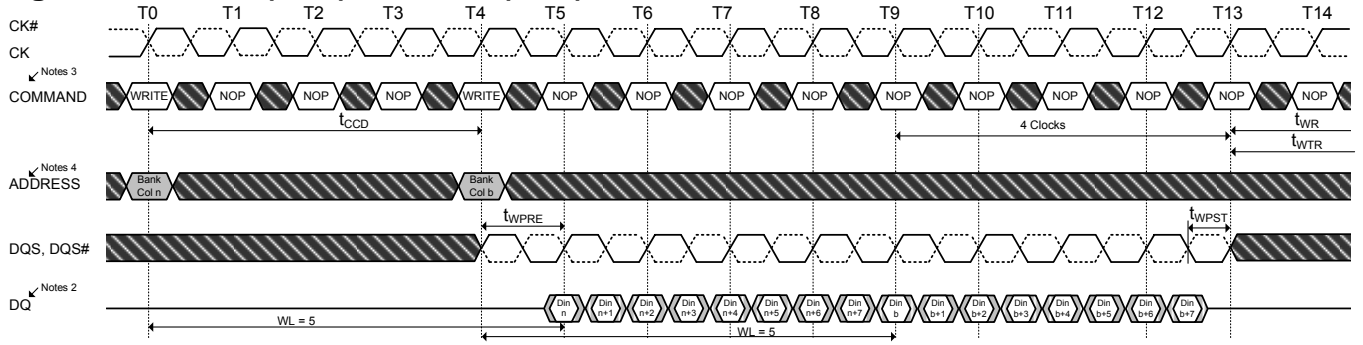 T0 T1 T2 T3 T4 T5 T6 T7 T8 T9 T10 T11 T12 T13 T14
CK#
CK
Notes 3
COMMAND WRITE NOP NOP NOP WRITE NOP NOP NOP NOP NOP NOP NOP NOP NOP NOP
tCCD 4 Clocks tWR
tWTR
Notes 4
ADDRESS Bank Col n Bank Col b
tWPRE tWPST
DQS, DQS#
Notes 2
DQ Din n Din n+1 Din n+2 Din n+3 Din n+4 Din n+5 Din n+6 Din n+7 Din b Din b+1 Din b+2 Din b+3 Din b+4 Din b+5 Din b+6 Din b+7
WL = 5 WL = 5